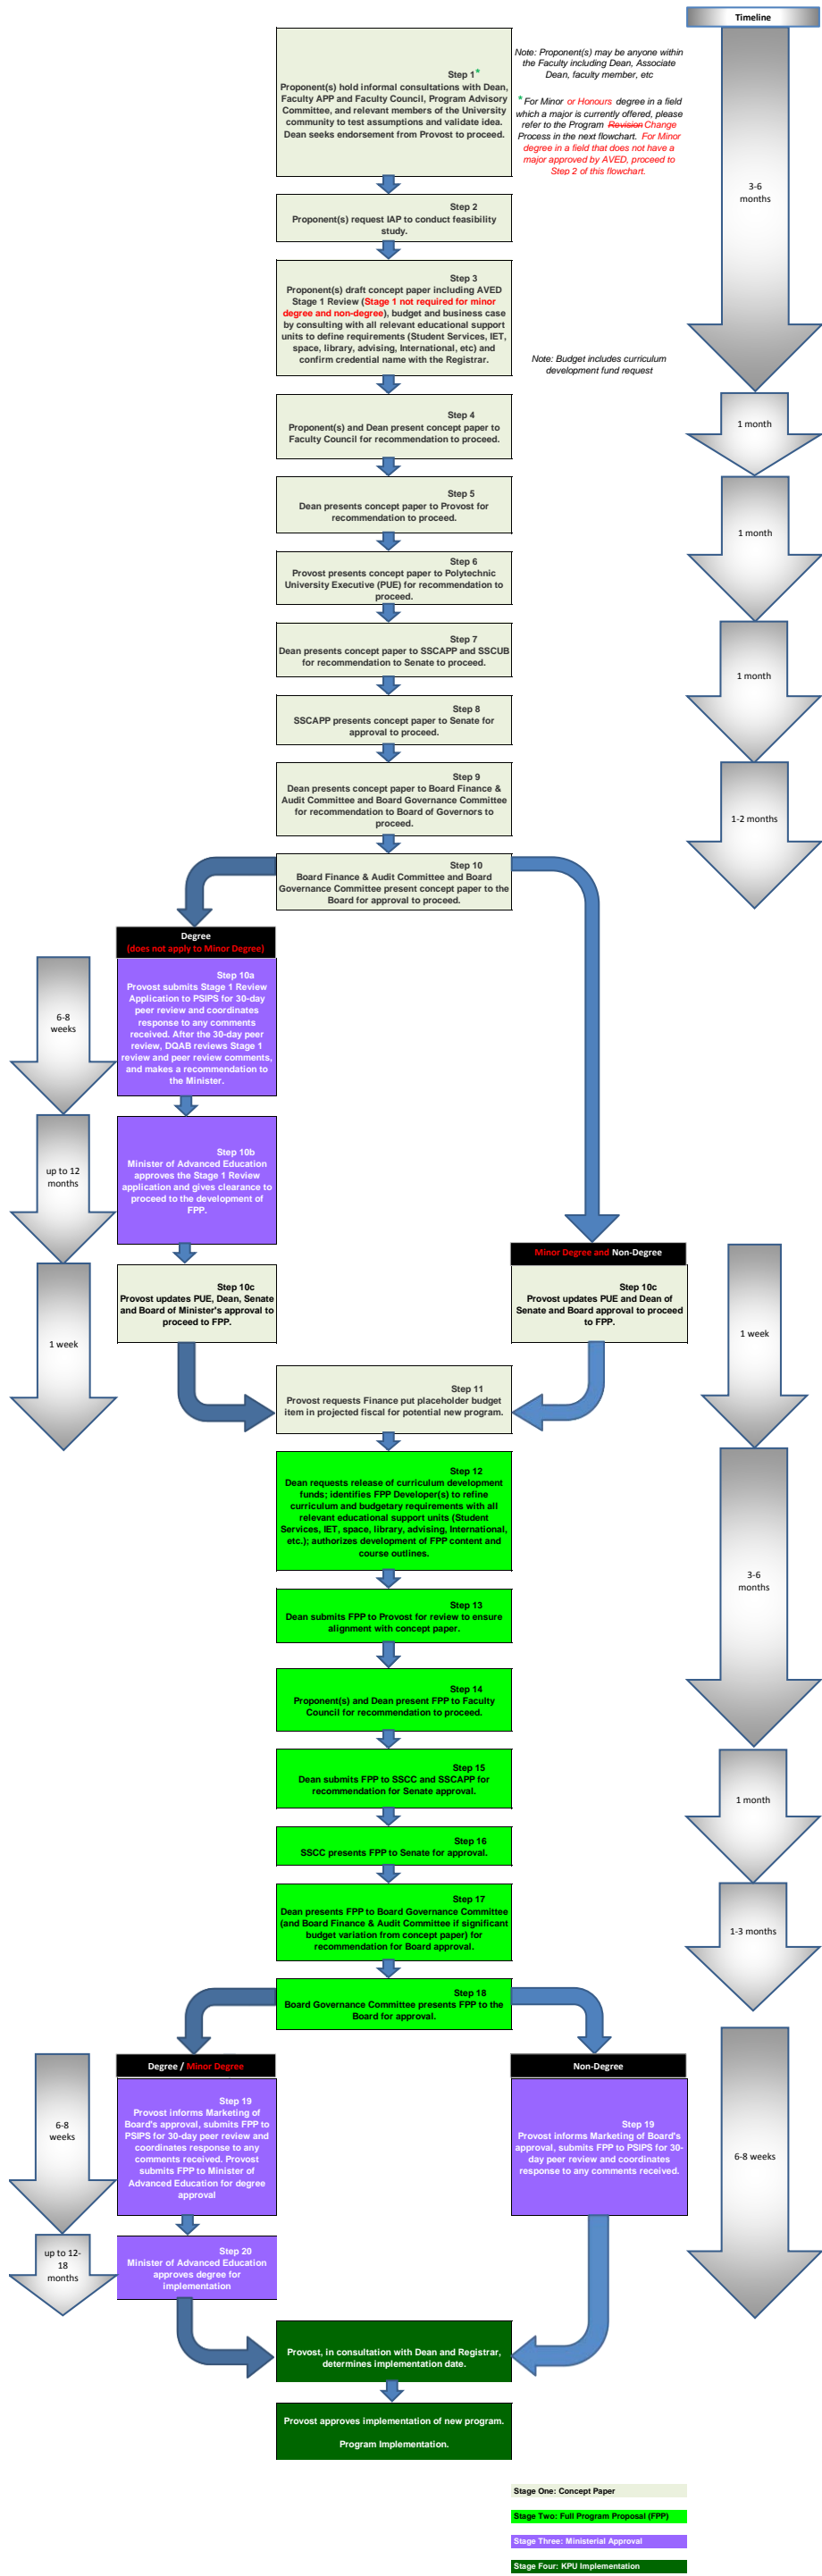 Timeline
Step 1*
Proponent(s) hold informal consultations with Dean,
Faculty APP and Faculty Council, Program Advisory
Committee, and relevant members of the University
community to test assumptions and validate idea.
Dean seeks endorsement from Provost to proceed.
Note: Proponent(s) may be anyone within
the Faculty including Dean, Associate
Dean, faculty member, etc
* For Minor or Honours degree in a field
which a major is currently offered, please
refer to the Program Revision Change
Process in the next flowchart. For Minor
degree in a field that does not have a
major approved by AVED, proceed to
Step 2 of this flowchart.
3-6
months
Step 2
Proponent(s) request IAP to conduct feasibility
study.
Step 3
Proponent(s) draft concept paper including AVED
Stage 1 Review (Stage 1 not required for minor
degree and non-degree), budget and business case
by consulting with all relevant educational support
units to define requirements (Student Services, IET,
space, library, advising, International, etc) and
confirm credential name with the Registrar.
Note: Budget includes curriculum
development fund request
Step 4
Proponent(s) and Dean present concept paper to
Faculty Council for recommendation to proceed.
1 month
Step 5
Dean presents concept paper to Provost for
recommendation to proceed.
1 month
Step 6
Provost presents concept paper to Polytechnic
University Executive (PUE) for recommendation to
proceed.
Step 7
Dean presents concept paper to SSCAPP and SSCUB
for recommendation to Senate to proceed.
1 month
Step 8
SSCAPP presents concept paper to Senate for
approval to proceed.
Step 9
Dean presents concept paper to Board Finance &
Audit Committee and Board Governance Committee
for recommendation to Board of Governors to
proceed.
1-2 months
Step 10
Board Finance & Audit Committee and Board
Governance Committee present concept paper to the
Board for approval to proceed.
Degree
(does not apply to Minor Degree)
Step 10a
Provost submits Stage 1 Review
Application to PSIPS for 30-day
peer review and coordinates
response to any comments
received. After the 30-day peer
review, DQAB reviews Stage 1
review and peer review comments,
and makes a recommendation to
the Minister.
6-8
weeks
Step 10b
Minister of Advanced Education
approves the Stage 1 Review
application and gives clearance to
proceed to the development of
FPP.
up to 12
months
Minor Degree and Non-Degree
Step 10c
Provost updates PUE, Dean, Senate
and Board of Minister's approval to
proceed to FPP.
1 week
Step 10c
Provost updates PUE and Dean of
Senate and Board approval to proceed
to FPP.
1 week
Step 11
Provost requests Finance put placeholder budget
item in projected fiscal for potential new program.
Step 12
Dean requests release of curriculum development
funds; identifies FPP Developer(s) to refine
curriculum and budgetary requirements with all
relevant educational support units (Student
Services, IET, space, library, advising, International,
etc.); authorizes development of FPP content and
course outlines.
3-6
months
Step 13
Dean submits FPP to Provost for review to ensure
alignment with concept paper.
Step 14
Proponent(s) and Dean present FPP to Faculty
Council for recommendation to proceed.
Step 15
Dean submits FPP to SSCC and SSCAPP for
recommendation for Senate approval.
1 month
Step 16
SSCC presents FPP to Senate for approval.
Step 17
Dean presents FPP to Board Governance Committee
(and Board Finance & Audit Committee if significant
budget variation from concept paper) for
recommendation for Board approval.
1-3 months
Step 18
Board Governance Committee presents FPP to the
Board for approval.
Degree / Minor Degree
Step 19
Provost informs Marketing of
Board's approval, submits FPP to
PSIPS for 30-day peer review and
coordinates response to any
comments received. Provost
submits FPP to Minister of
Advanced Education for degree
approval
6-8
weeks
Non-Degree
Step 19
Provost informs Marketing of Board's
approval, submits FPP to PSIPS for 30-
day peer review and coordinates
response to any comments received.
6-8 weeks
Step 20
Minister of Advanced Education
approves degree for
implementation
up to 12-
18
months
Provost, in consultation with Dean and Registrar,
determines implementation date.
Provost approves implementation of new program.
Program Implementation.
Stage One: Concept Paper
Stage Two: Full Program Proposal (FPP)
Stage Three: Ministerial Approval
Stage Four: KPU Implementation